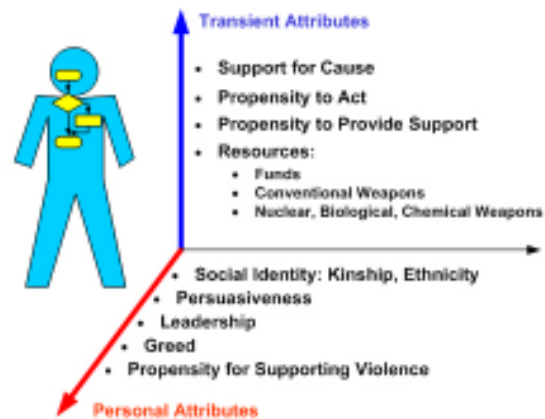 Transient Attributes
• Support for Cause
• Propensity to Act
• Propensity to Provide Support
• Resources:
• Funds
• Conventional Weapons
• Nuclear, Biological, Chemical Weapons
• Social Identity: Kinship, Ethnicity
• Persuasiveness
• Leadership
• Greed
• Propensity for Supporting Violence
Personal Attributes